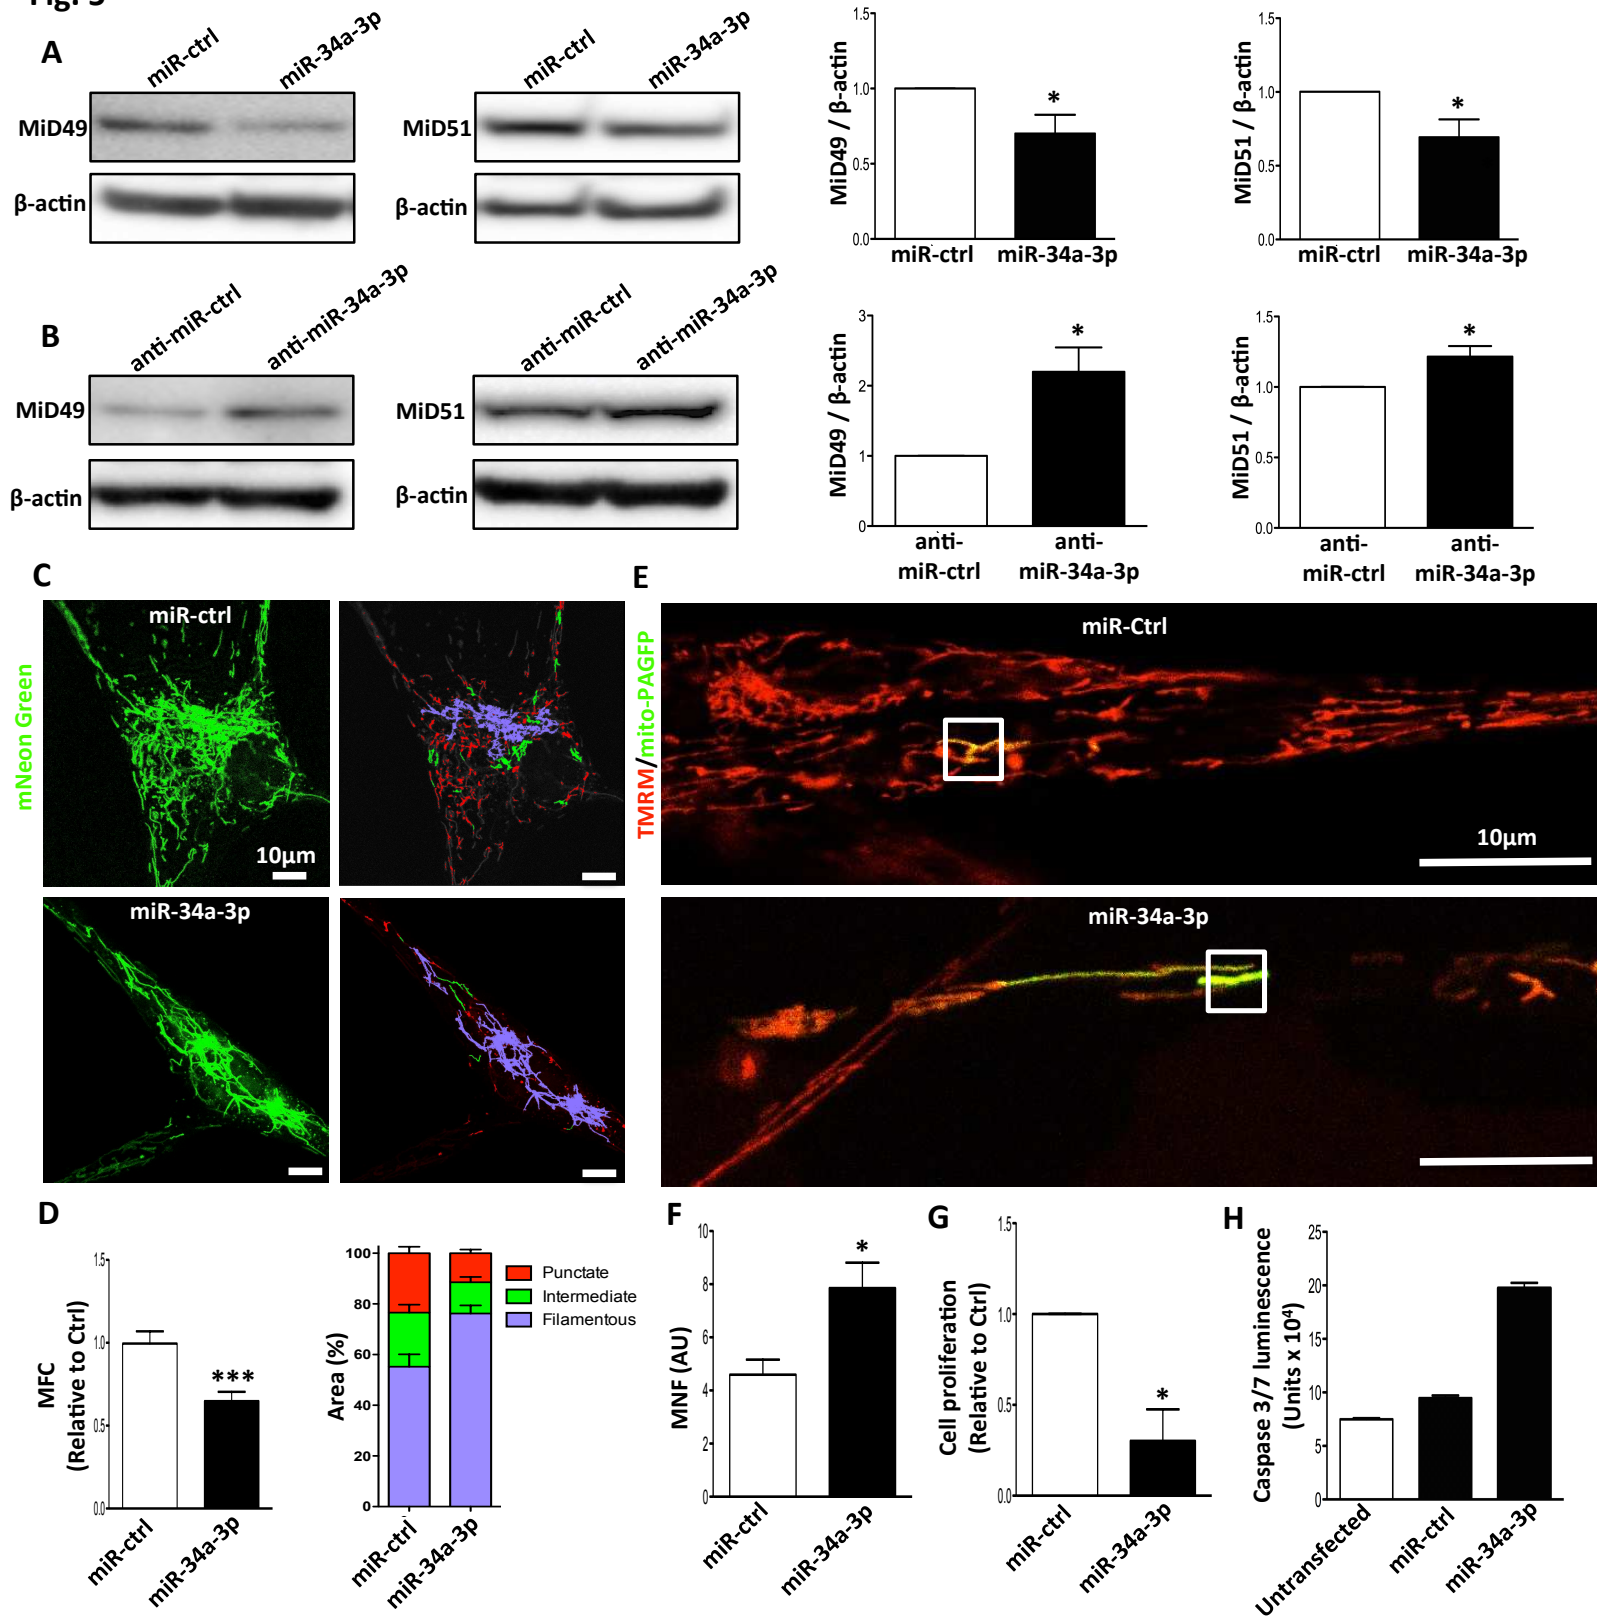 Fig. 3
A
miR-ctrl
miR-34a-3p
MiD49
β-actin
miR-ctrl
miR-34a-3p
MiD51
β-actin
MiD49 / β-actin
1.5
1.0
0.5
0.0
*
miR-ctrl miR-34a-3p
MiD51 / β-actin
1.5
1.0
0.5
0.0
*
miR-ctrl miR-34a-3p
B
anti-miR-ctrl
anti-miR-34a-3p
MiD49
β-actin
anti-miR-ctrl
anti-miR-34a-3p
MiD51
β-actin
MiD49 / β-actin
3
2
1
0
*
anti- anti-
miR-ctrl miR-34a-3p
MiD51 / β-actin
1.5
1.0
0.5
0.0
*
anti- anti-
miR-ctrl miR-34a-3p
C
mNeon Green
miR-ctrl
10μm
miR-34a-3p
E
TMRM/mito-PAGFP
miR-Ctrl
10μm
miR-34a-3p
D
MFC
(Relative to Ctrl)
1.5
1.0
0.5
0.0
***
miR-ctrl
miR-34a-3p
Area (%)
100
80
60
40
20
0
Punctate
Intermediate
Filamentous
miR-ctrl
miR-34a-3p
F
MNF (AU)
10
8
6
4
2
0
*
miR-ctrl
miR-34a-3p
G
Cell proliferation
(Relative to Ctrl)
1.5
1.0
0.5
0.0
*
miR-ctrl
miR-34a-3p
H
Caspase 3/7 luminescence
(Units x 10⁴)
25
20
15
10
5
0
Untransfected
miR-ctrl
miR-34a-3p